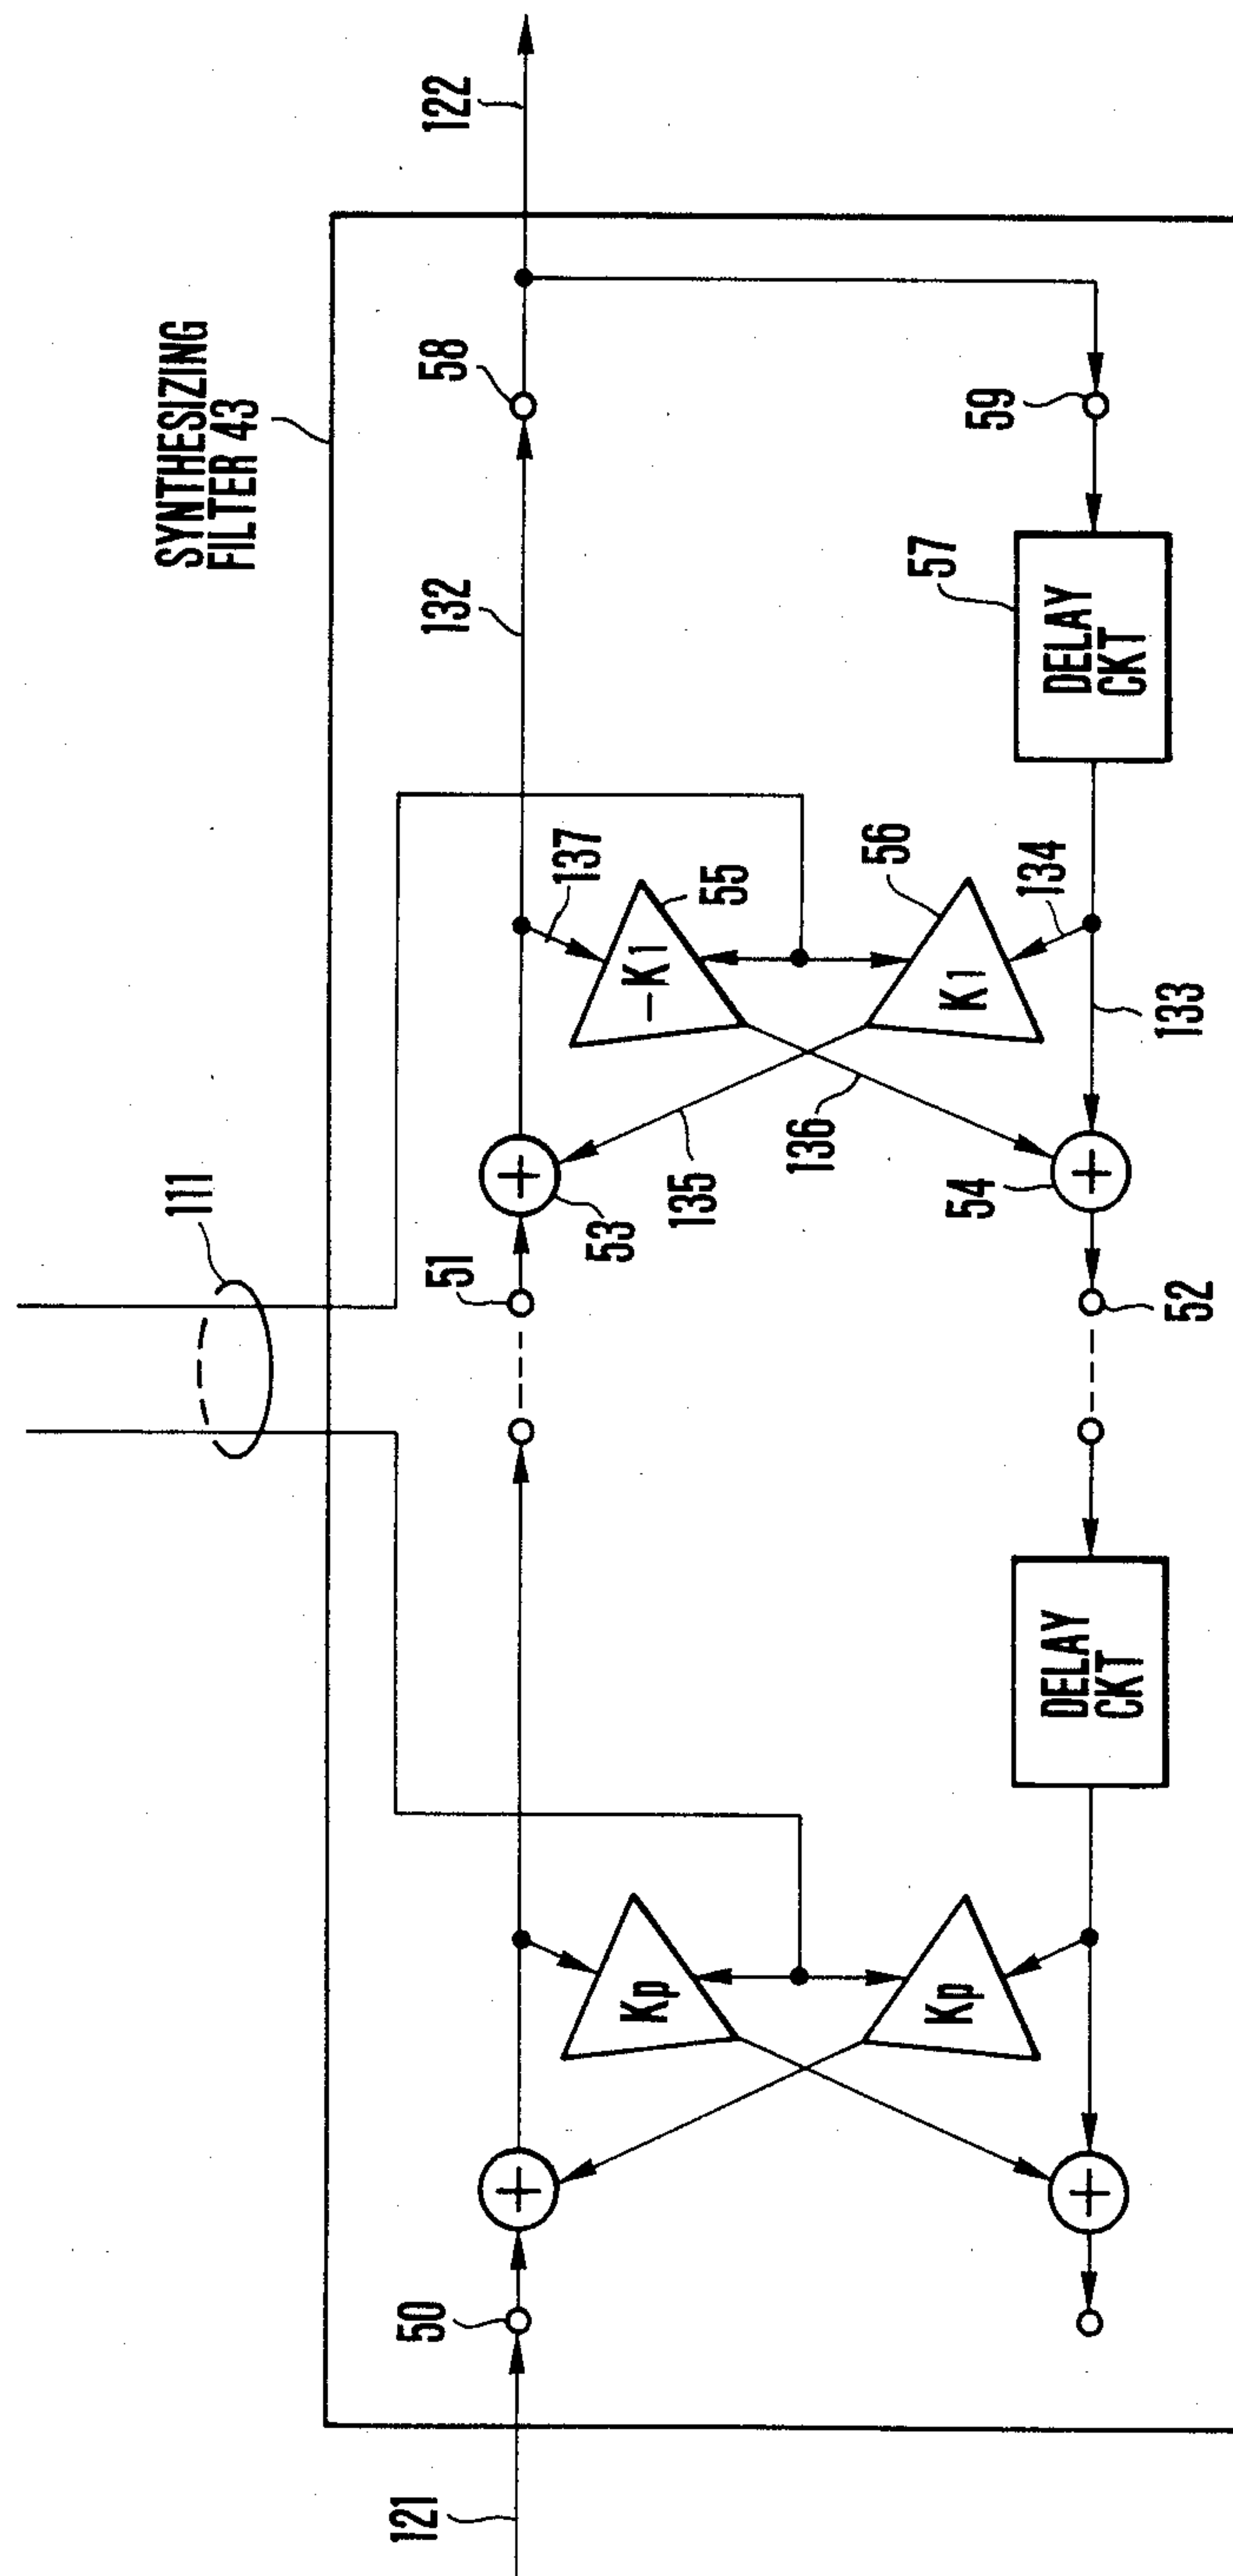 SYNTHESIZING
FILTER 43
111
121
50
122
58
132
51
53
137
-K1
55
135
136
K1
56
134
133
54
52
59
57
DELAY
CKT
DELAY
CKT
Kp
Kp